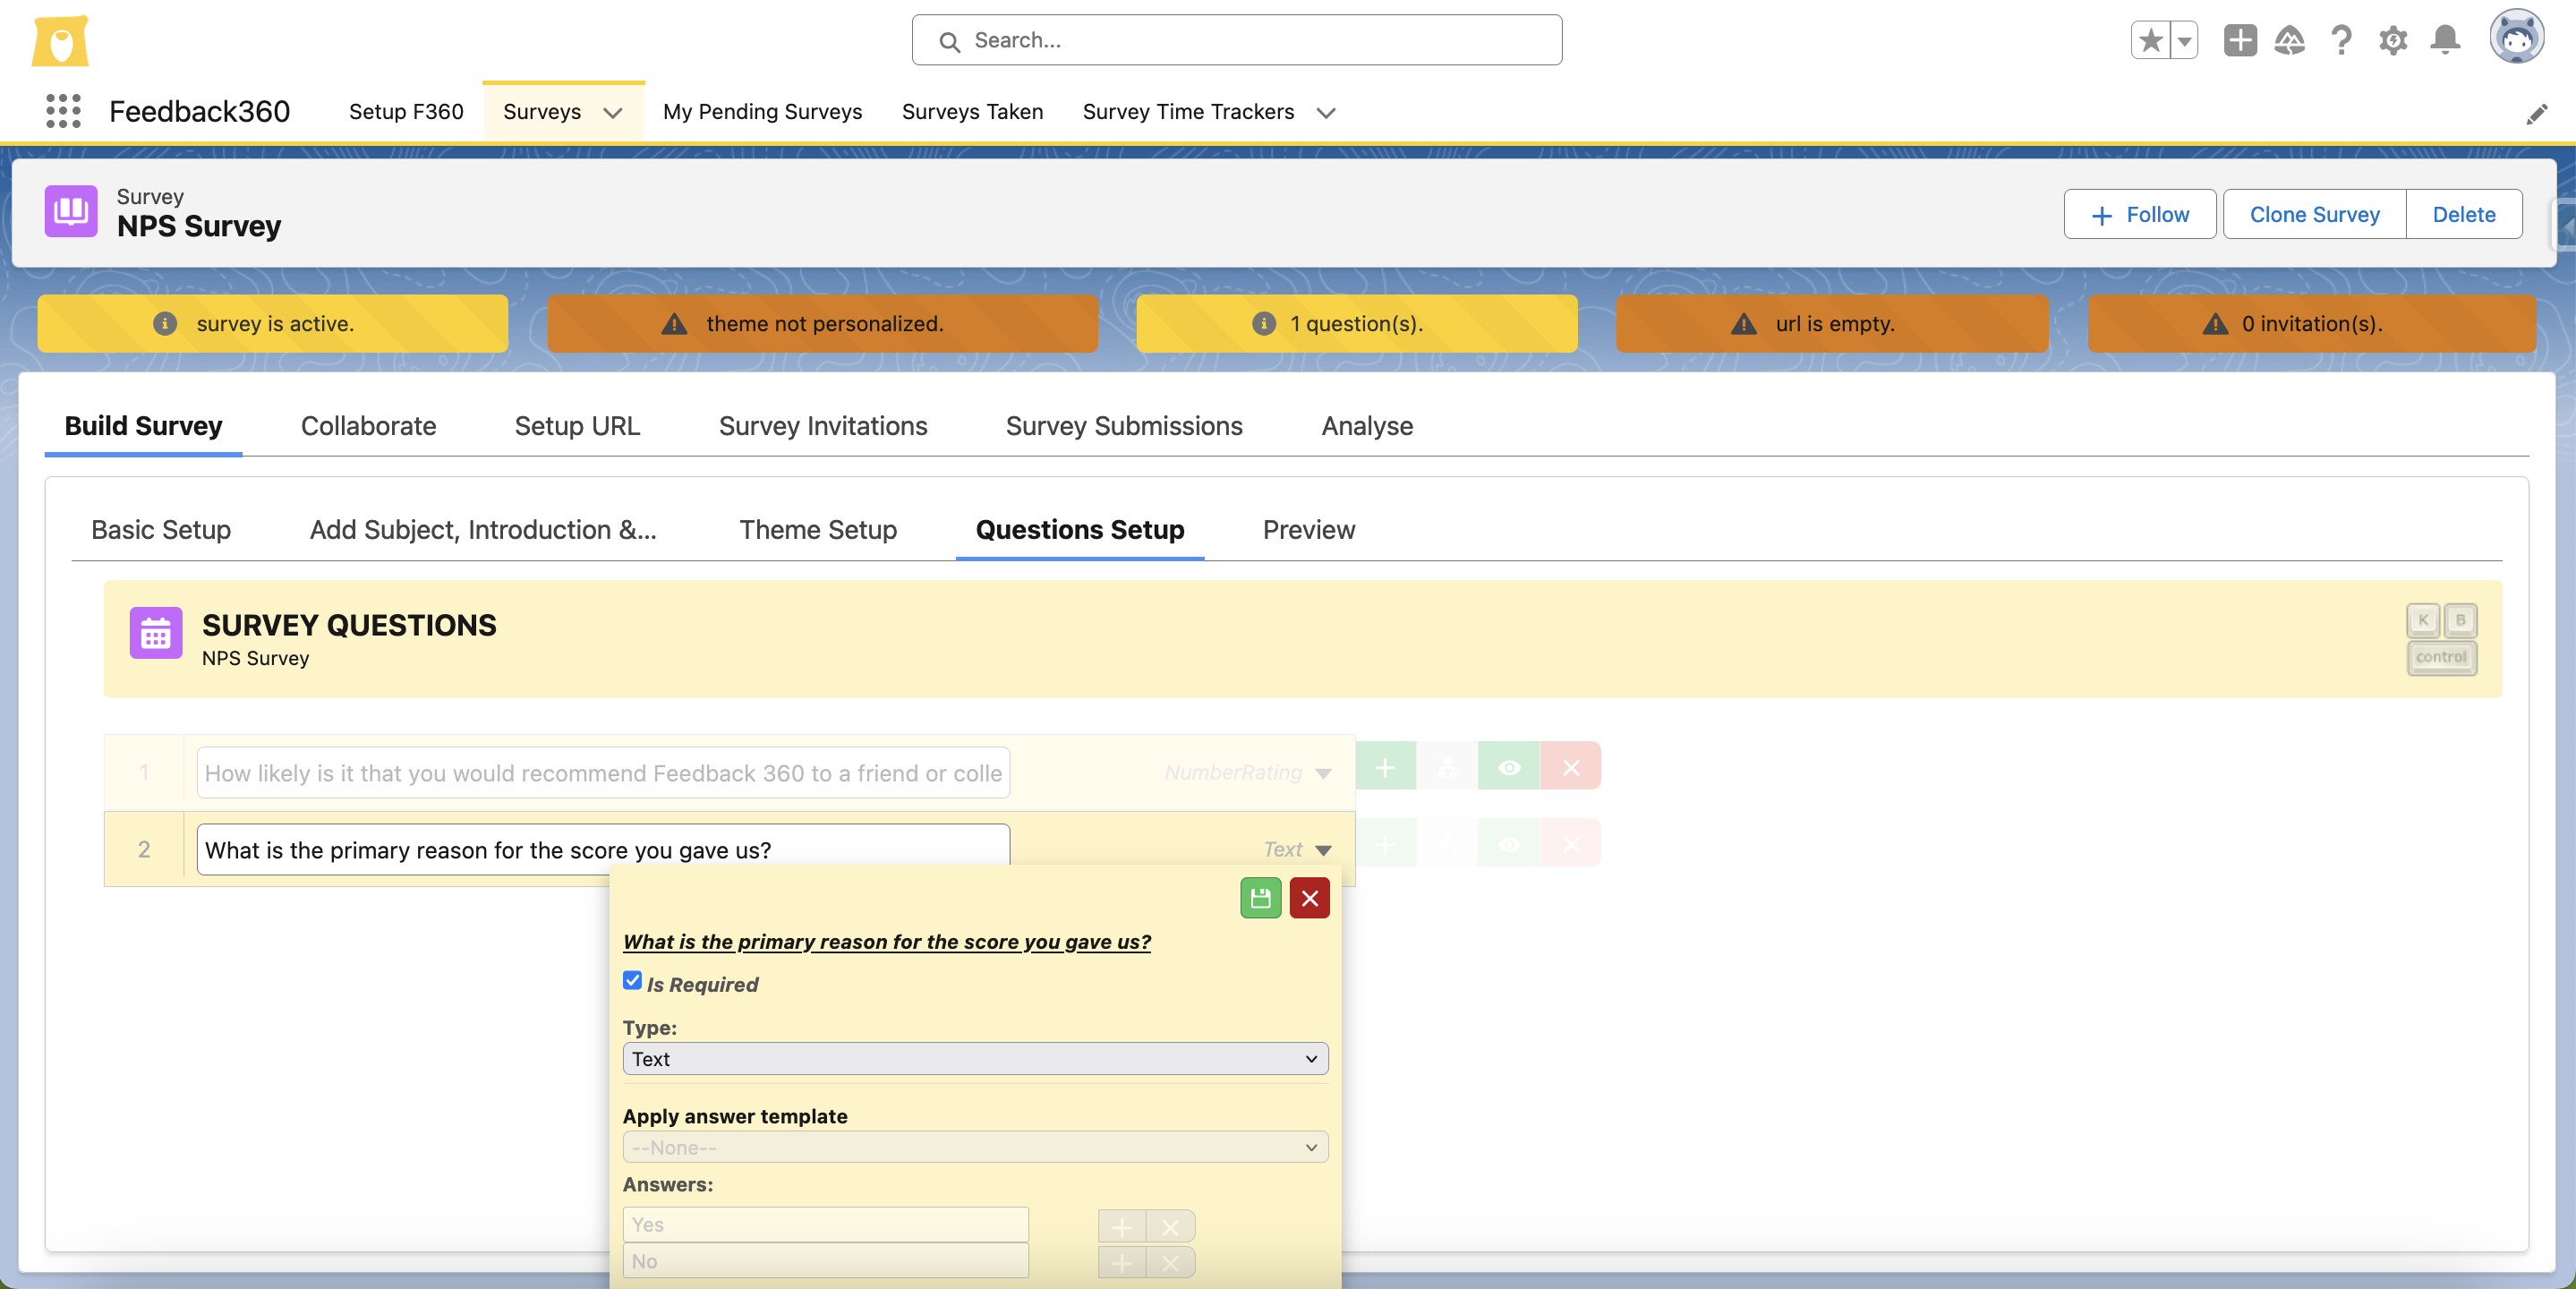 Search...
Feedback360
Setup F360
Surveys
My Pending Surveys
Surveys Taken
Survey Time Trackers
Survey
NPS Survey
Follow
Clone Survey
Delete
survey is active.
theme not personalized.
1 question(s).
url is empty.
0 invitation(s).
Build Survey
Collaborate
Setup URL
Survey Invitations
Survey Submissions
Analyse
Basic Setup
Add Subject, Introduction &...
Theme Setup
Questions Setup
Preview
SURVEY QUESTIONS
NPS Survey
K
B
control
1
How likely is it that you would recommend Feedback 360 to a friend or colle
NumberRating
2
What is the primary reason for the score you gave us?
Text
What is the primary reason for the score you gave us?
Is Required
Type:
Text
Apply answer template
--None--
Answers:
Yes
No